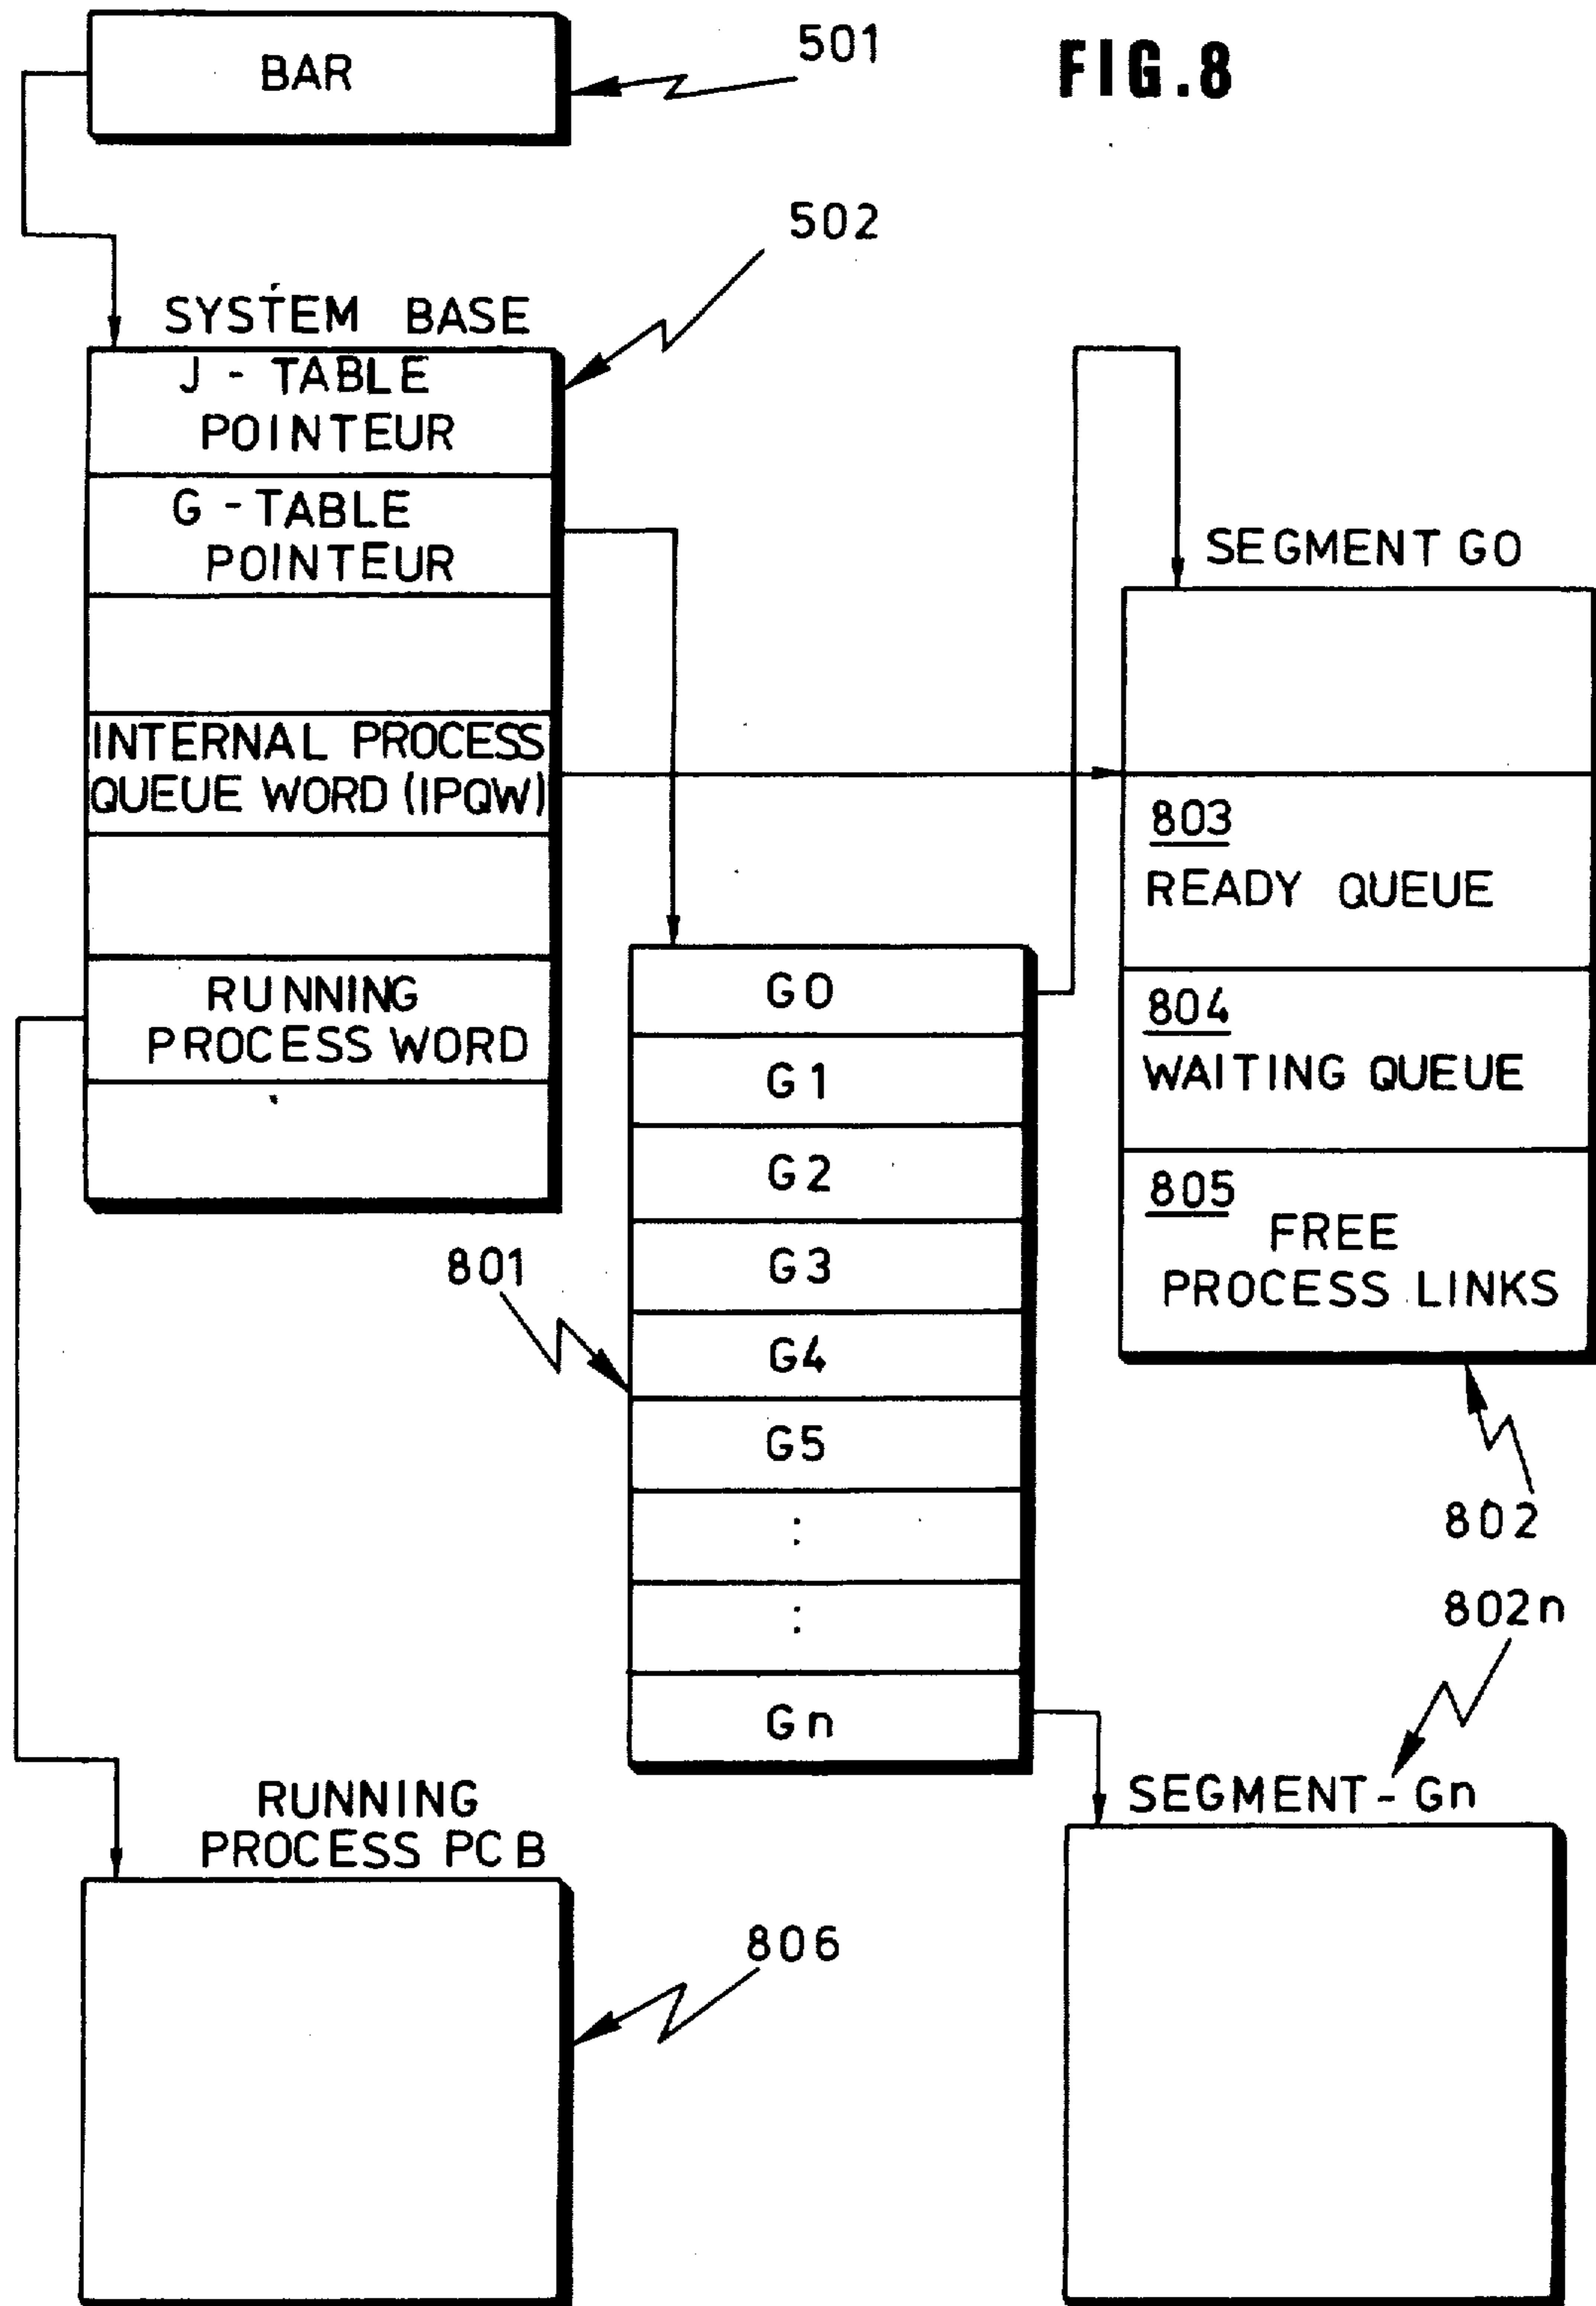 FIG.8
BAR
501
502
SYSTEM BASE
J - TABLE
POINTEUR
G - TABLE
POINTEUR
INTERNAL PROCESS
QUEUE WORD (IPQW)
RUNNING
PROCESS WORD
SEGMENT G0
803
READY QUEUE
804
WAITING QUEUE
805
FREE
PROCESS LINKS
802
801
G0
G1
G2
G3
G4
G5
:
:
Gn
802n
SEGMENT - Gn
RUNNING
PROCESS PCB
806